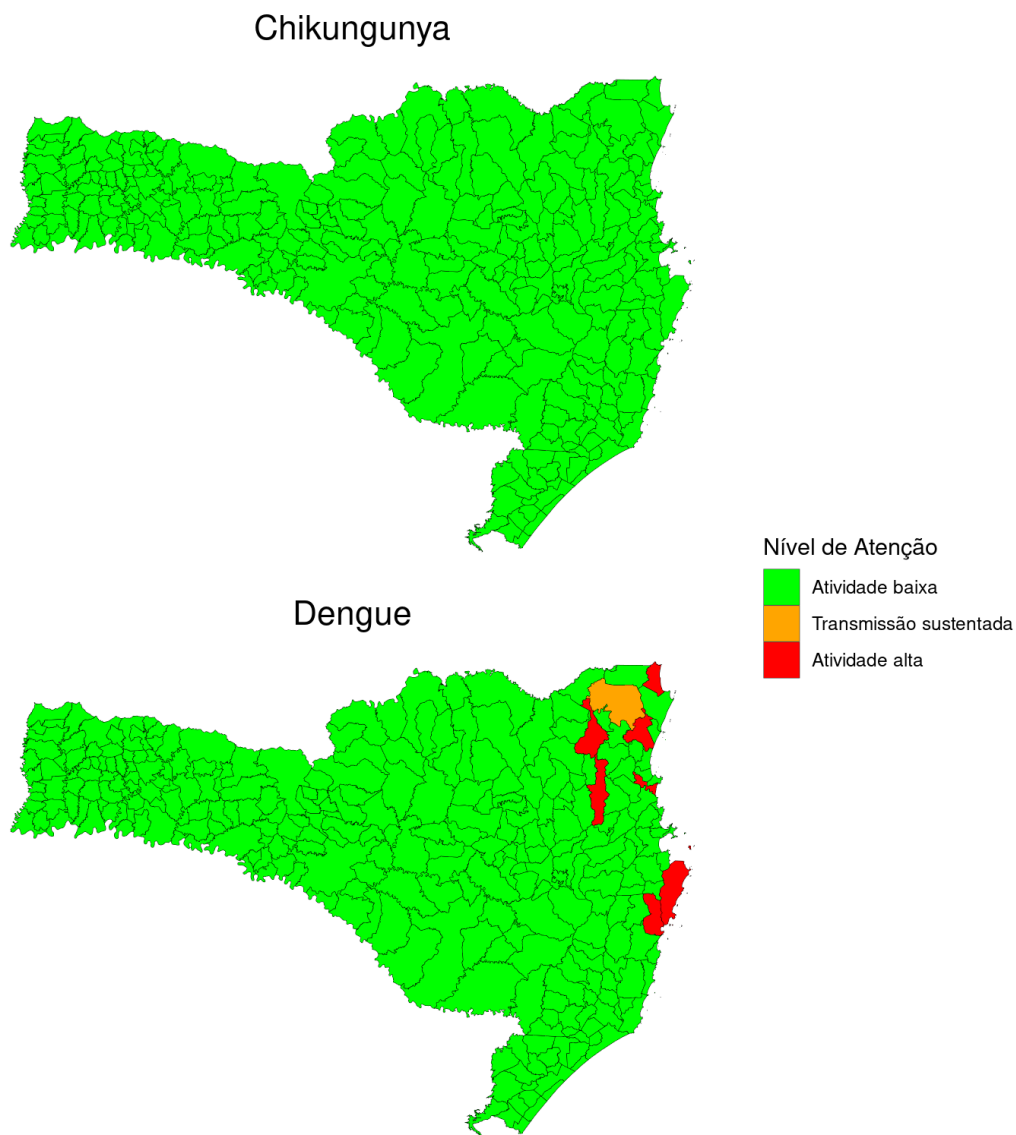 Chikungunya
Nível de Atenção
Atividade baixa
Transmissão sustentada
Atividade alta
Dengue